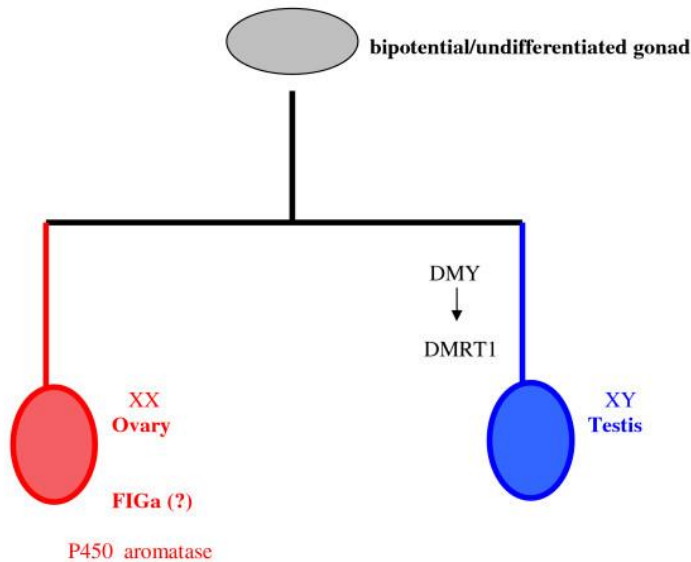 bipotential/undifferentiated gonad
DMY
DMRT1
XX
Ovary
XY
Testis
FIGa (?)
P450 aromatase